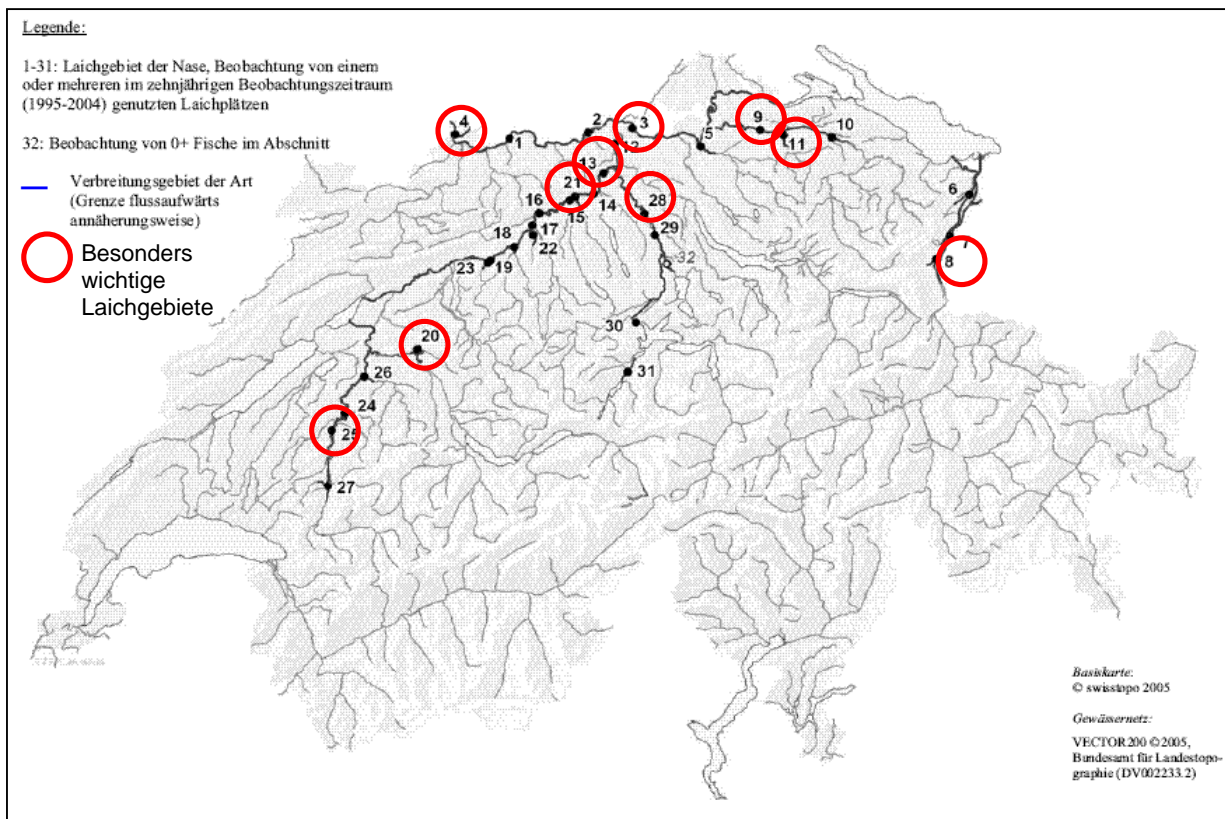 Legende:
1-31: Laichgebiet der Nase, Beobachtung von einem
oder mehreren im zehnjährigen Beobachtungszeitraum
(1995-2004) genutzten Laichplätzen
32: Beobachtung von 0+ Fische im Abschnitt
Verbreitungsgebiet der Art
(Grenze flussaufwärts
annäherungsweise)
Besonders
wichtige
Laichgebiete
4
1
2
3
12
5
9
11
10
13
21
14
15
16
17
22
18
23
19
28
29
32
6
7
8
20
30
31
26
24
25
27
Basiskarte:
© swisstopo 2005
Gewässernetz:
VECTOR200 ©2005,
Bundesamt für Landestopo-
graphie (DV002233.2)